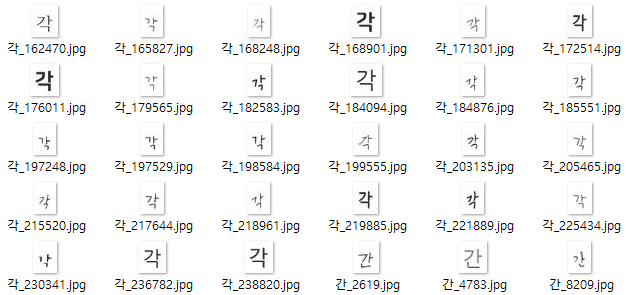 각 각 각 각 각 각
각_162470.jpg 각_165827.jpg 각_168248.jpg 각_168901.jpg 각_171301.jpg 각_172514.jpg
각 각 각 각 각 각
각_176011.jpg 각_179565.jpg 각_182583.jpg 각_184094.jpg 각_184876.jpg 각_185551.jpg
각 각 각 각 각 각
각_197248.jpg 각_197529.jpg 각_198584.jpg 각_199555.jpg 각_203135.jpg 각_205465.jpg
각 각 각 각 각 각
각_215520.jpg 각_217644.jpg 각_218961.jpg 각_219885.jpg 각_221889.jpg 각_225434.jpg
각 각 각 간 간 간
각_230341.jpg 각_236782.jpg 각_238820.jpg 간_2619.jpg 간_4783.jpg 간_8209.jpg